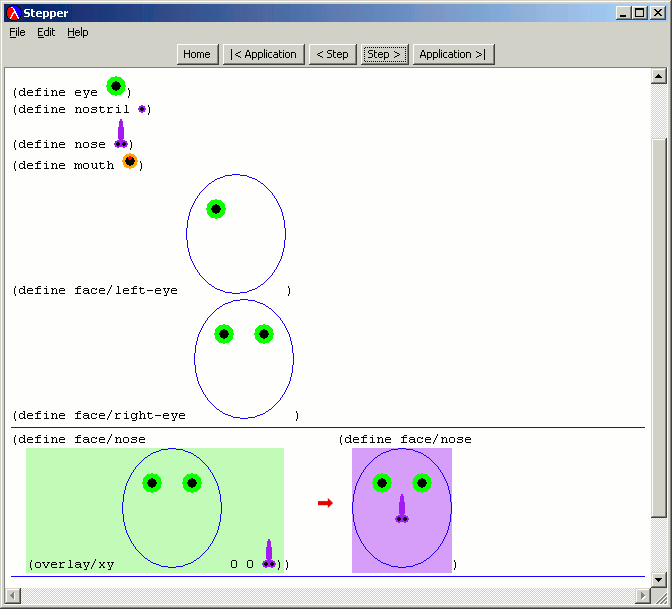 Stepper
File Edit Help
Home |< Application < Step Step > Application >|
(define eye )
(define nostril )
(define nose )
(define mouth )
(define face/left-eye )
(define face/right-eye )
(define face/nose (define face/nose
(overlay/xy 0 0 )) )